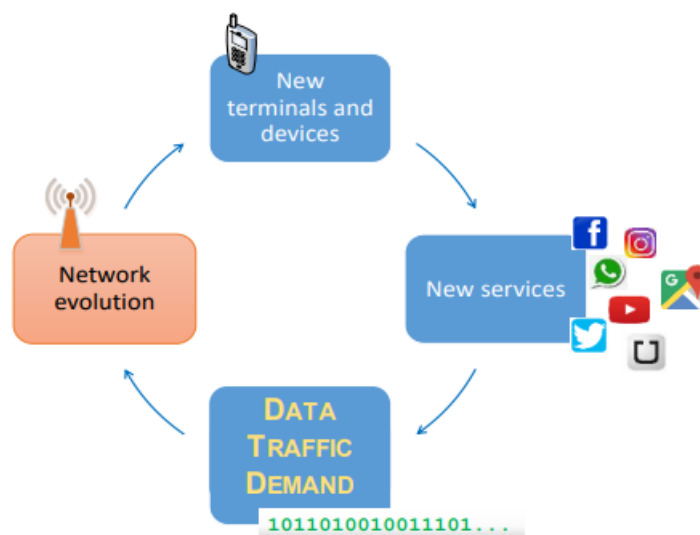 New
terminals and
devices
Network
evolution
New services
f
G
DATA
TRAFFIC
DEMAND
1011010010011101...